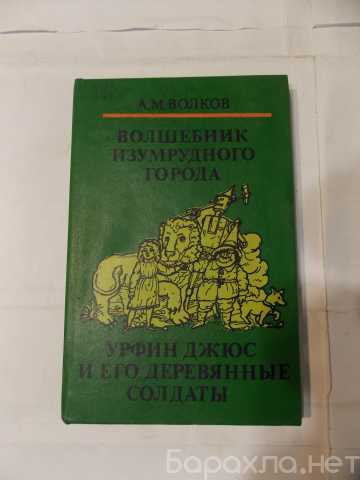 А.М. ВОЛКОВ
ВОЛШЕБНИК
ИЗУМРУДНОГО
ГОРОДА
УРФИН ДЖЮС
И ЕГО ДЕРЕВЯННЫЕ
СОЛДАТЫ
Барахла.нет